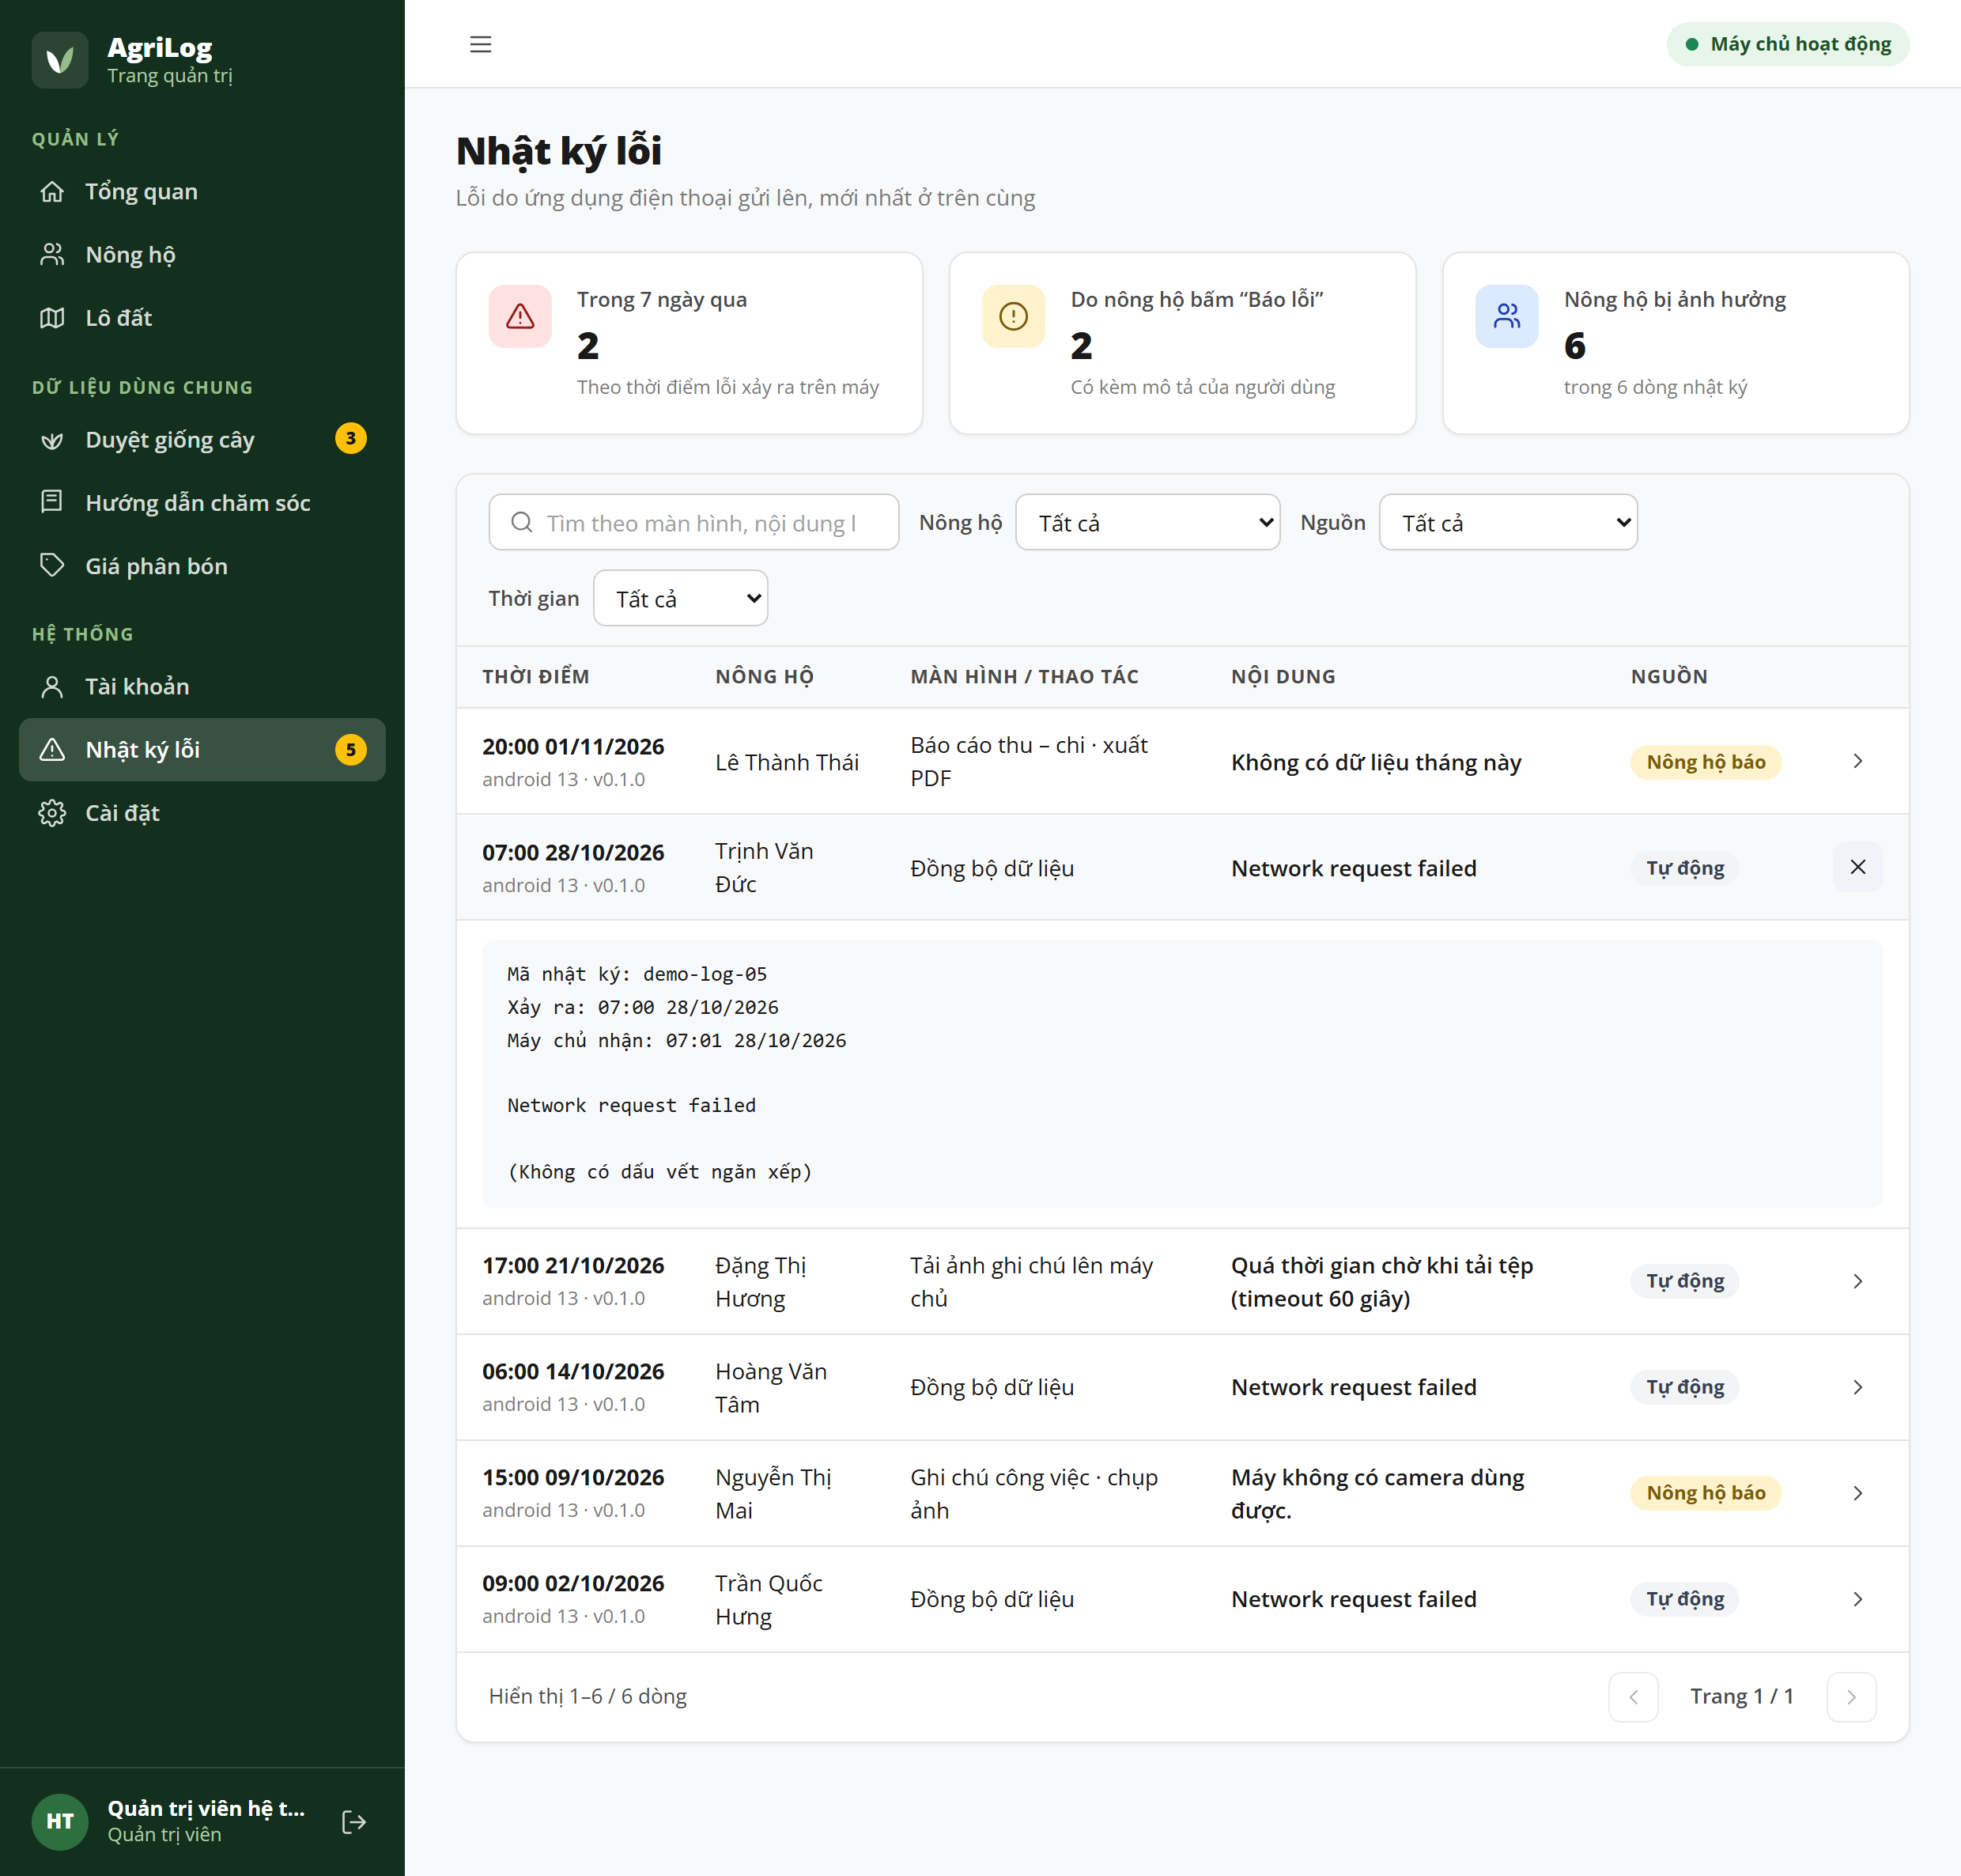 AgriLog
Trang quản trị
QUẢN LÝ
Tổng quan
Nông hộ
Lô đất
DỮ LIỆU DÙNG CHUNG
Duyệt giống cây
3
Hướng dẫn chăm sóc
Giá phân bón
HỆ THỐNG
Tài khoản
Nhật ký lỗi
5
Cài đặt
HT
Quản trị viên hệ t...
Quản trị viên
Máy chủ hoạt động
Nhật ký lỗi
Lỗi do ứng dụng điện thoại gửi lên, mới nhất ở trên cùng
Trong 7 ngày qua
2
Theo thời điểm lỗi xảy ra trên máy
Do nông hộ bấm “Báo lỗi”
2
Có kèm mô tả của người dùng
Nông hộ bị ảnh hưởng
6
trong 6 dòng nhật ký
Tìm theo màn hình, nội dung l
Nông hộ
Tất cả
Nguồn
Tất cả
Thời gian
Tất cả
THỜI ĐIỂM
NÔNG HỘ
MÀN HÌNH / THAO TÁC
NỘI DUNG
NGUỒN
20:00 01/11/2026
android 13 · v0.1.0
Lê Thành Thái
Báo cáo thu – chi · xuất
PDF
Không có dữ liệu tháng này
Nông hộ báo
07:00 28/10/2026
android 13 · v0.1.0
Trịnh Văn
Đức
Đồng bộ dữ liệu
Network request failed
Tự động
Mã nhật ký: demo-log-05
Xảy ra: 07:00 28/10/2026
Máy chủ nhận: 07:01 28/10/2026
Network request failed
(Không có dấu vết ngăn xếp)
17:00 21/10/2026
android 13 · v0.1.0
Đặng Thị
Hương
Tải ảnh ghi chú lên máy
chủ
Quá thời gian chờ khi tải tệp
(timeout 60 giây)
Tự động
06:00 14/10/2026
android 13 · v0.1.0
Hoàng Văn
Tâm
Đồng bộ dữ liệu
Network request failed
Tự động
15:00 09/10/2026
android 13 · v0.1.0
Nguyễn Thị
Mai
Ghi chú công việc · chụp
ảnh
Máy không có camera dùng
được.
Nông hộ báo
09:00 02/10/2026
android 13 · v0.1.0
Trần Quốc
Hưng
Đồng bộ dữ liệu
Network request failed
Tự động
Hiển thị 1–6 / 6 dòng
Trang 1 / 1